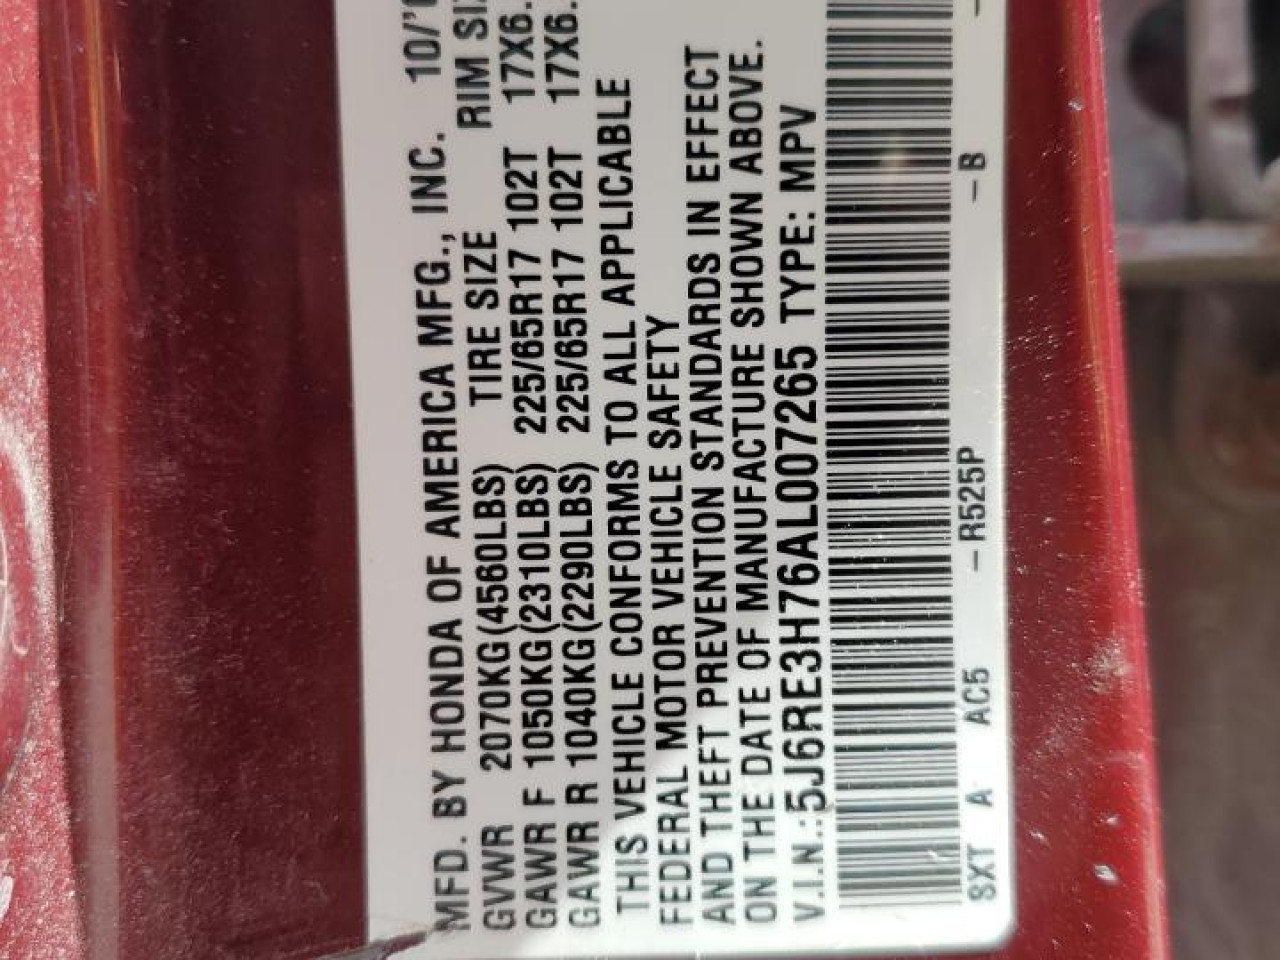 MFD. BY HONDA OF AMERICA MFG., INC. 10/'
GVWR 2070KG(4560LBS) TIRE SIZE RIM SI
GAWR F 1050KG(2310LBS) 225/65R17 102T 17X6.
GAWR R 1040KG(2290LBS) 225/65R17 102T 17X6.
THIS VEHICLE CONFORMS TO ALL APPLICABLE
FEDERAL MOTOR VEHICLE SAFETY
AND THEFT PREVENTION STANDARDS IN EFFECT
ON THE DATE OF MANUFACTURE SHOWN ABOVE.
V.I.N.:5J6RE3H76AL007265 TYPE: MPV
SXT A AC5 –R525P –B –